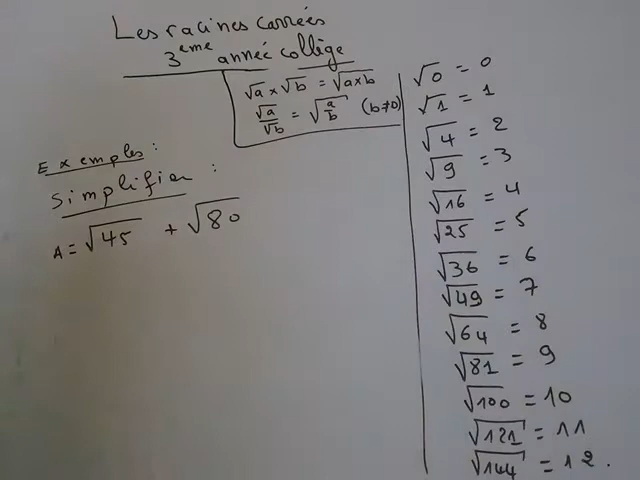 Les racines carrées
3ème année collège
√a × √b = √a×b
√a/√b = √a/b (b≠0)
Exemples :
Simplifier :
A = √45 + √80
√0 = 0
√1 = 1
√4 = 2
√9 = 3
√16 = 4
√25 = 5
√36 = 6
√49 = 7
√64 = 8
√81 = 9
√100 = 10
√121 = 11
√144 = 12.